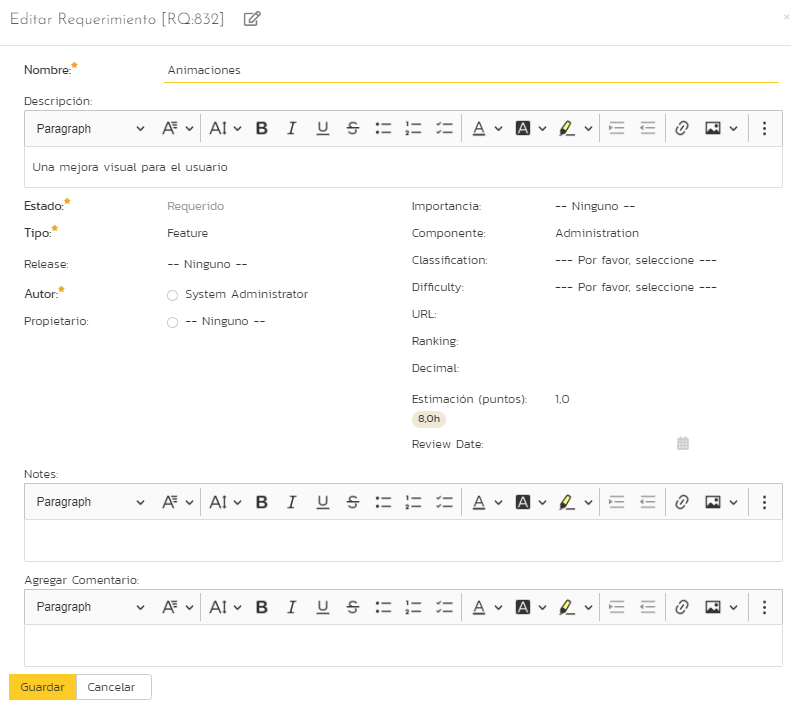 Editar Requerimiento [RQ:832]
×
Nombre:* Animaciones
Descripción:
Paragraph
Una mejora visual para el usuario
Estado:* Requerido
Tipo:* Feature
Release: -- Ninguno --
Autor:* System Administrator
Propietario: -- Ninguno --
Importancia: -- Ninguno --
Componente: Administration
Classification: --- Por favor, seleccione ---
Difficulty: --- Por favor, seleccione ---
URL:
Ranking:
Decimal:
Estimación (puntos): 1,0
8,0h
Review Date:
Notes:
Paragraph
Agregar Comentario:
Paragraph
Guardar Cancelar